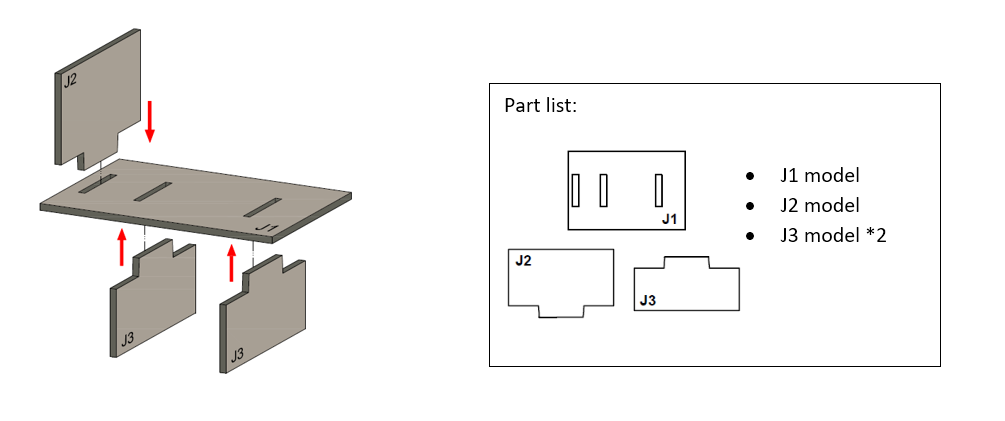 J2
J1
J3
J3
Part list:
J1
J2
J3
J1 model
J2 model
J3 model *2